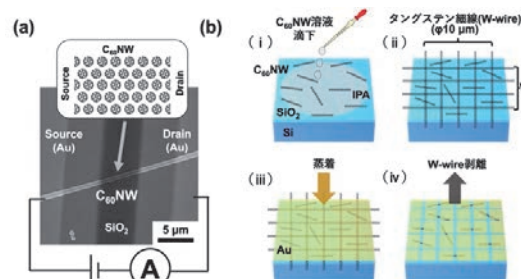 (a)
C₆₀NW
Source
Drain
Source
(Au)
Drain
(Au)
C₆₀NW
SiO₂
5 μm
A
(b)
(i)
C₆₀NW溶液
滴下
C₆₀NW
IPA
SiO₂
Si
(ii)
タングステン細線(W-wire)
(φ10 μm)
(iii)
蒸着
Au
(iv)
W-wire剥離